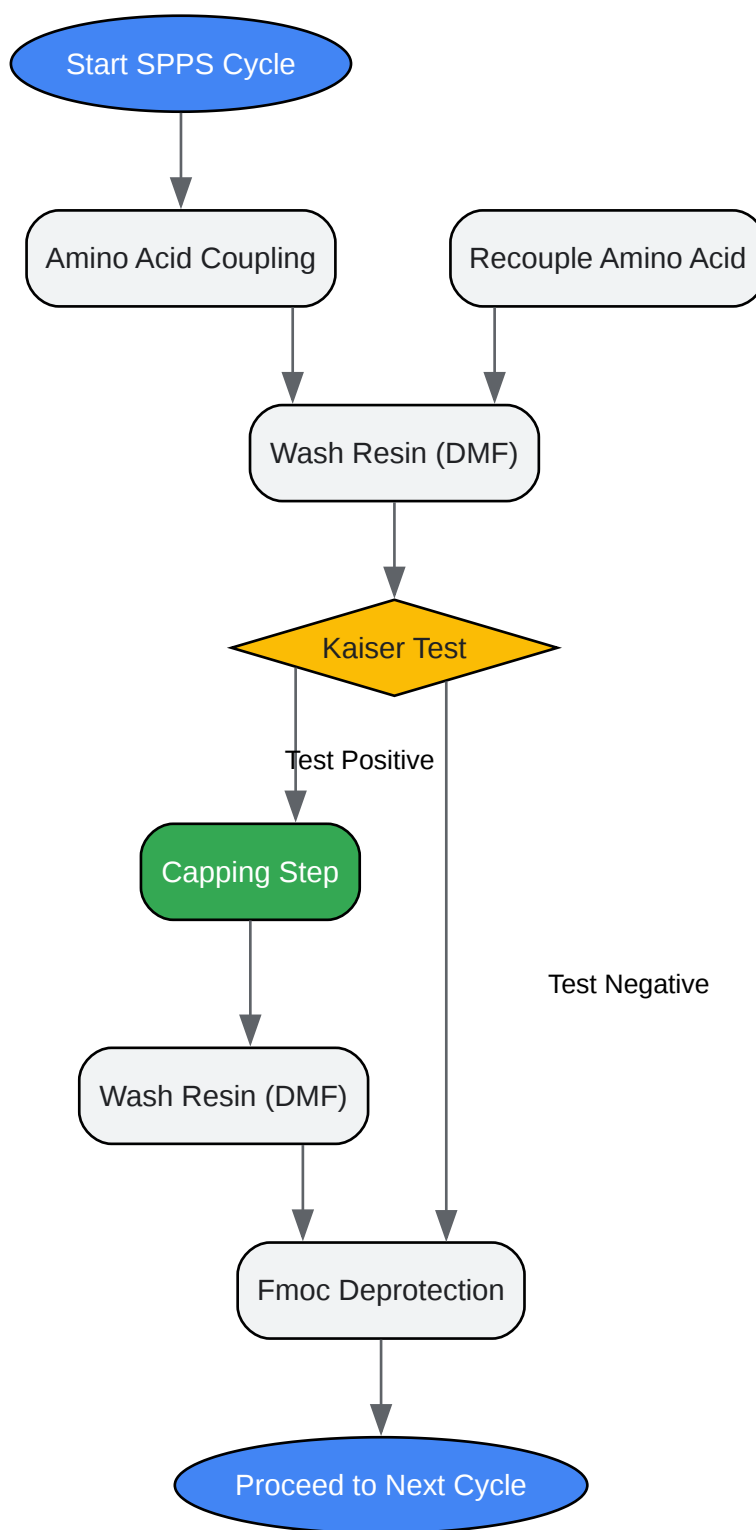 Start SPPS Cycle
Amino Acid Coupling
Recouple Amino Acid
Wash Resin (DMF)
Kaiser Test
Test Positive
Capping Step
Test Negative
Wash Resin (DMF)
Fmoc Deprotection
Proceed to Next Cycle